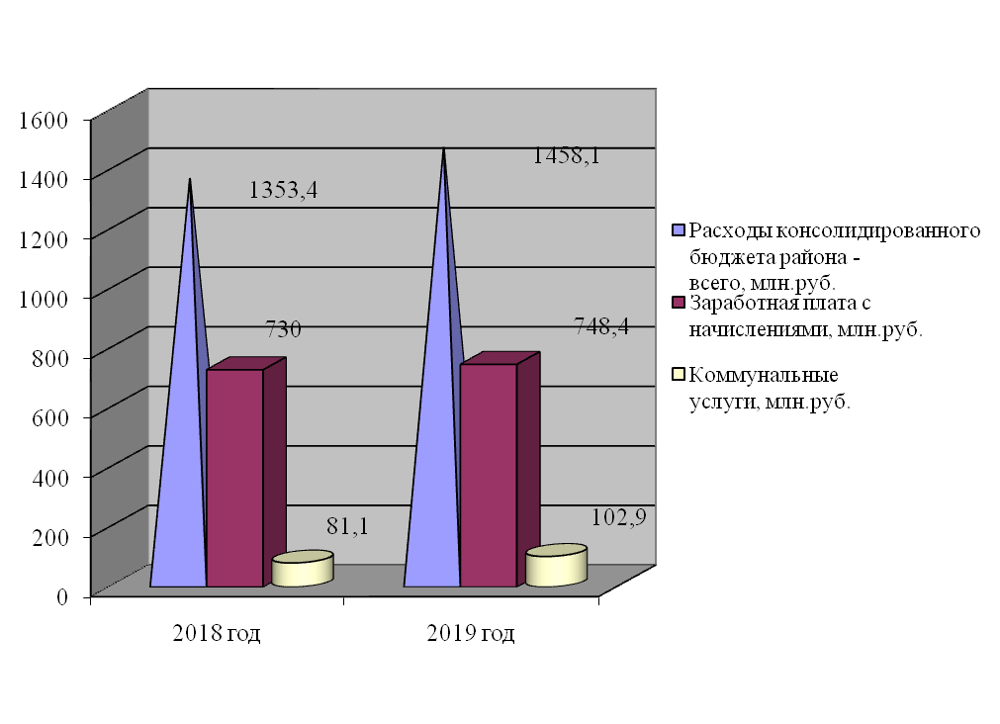 1600
1400
1200
1000
800
600
400
200
0
1353,4
730
81,1
1458,1
748,4
102,9
2018 год
2019 год
Расходы консолидированного
бюджета района -
всего, млн.руб.
Заработная плата с
начислениями, млн.руб.
Коммунальные
услуги, млн.руб.